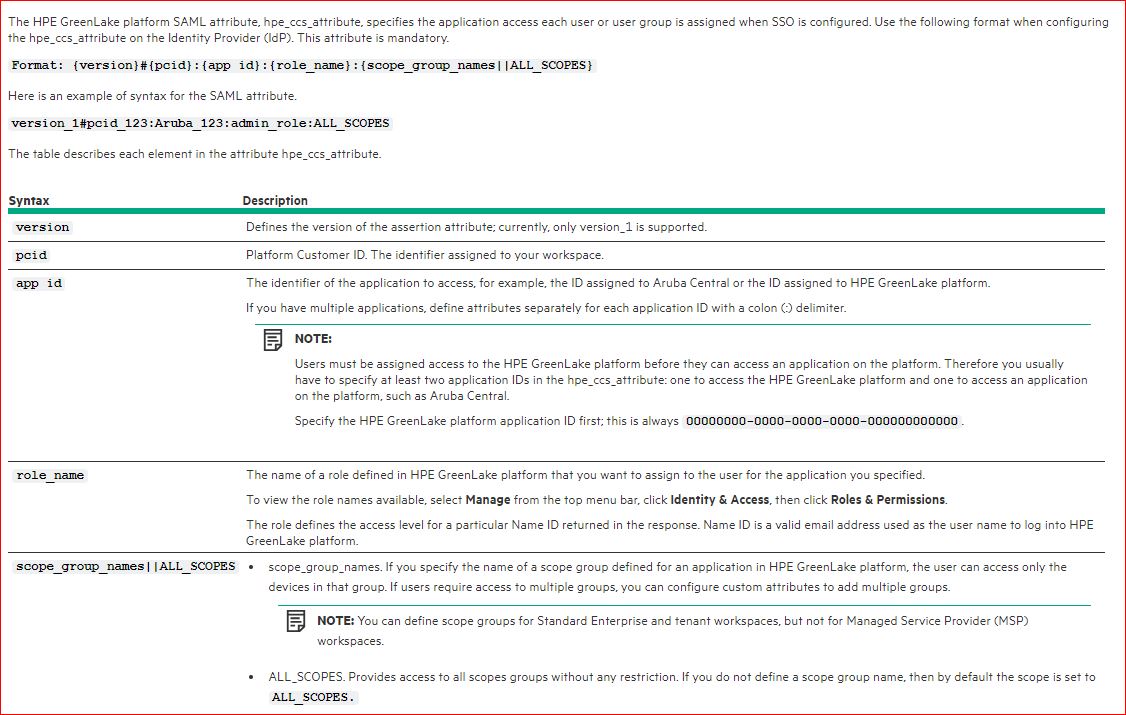 The HPE GreenLake platform SAML attribute, hpe_ccs_attribute, specifies the application access each user or user group is assigned when SSO is configured. Use the following format when configuring
the hpe_ccs_attribute on the Identity Provider (IdP). This attribute is mandatory.
Format: {version}#{pcid}:{app id}:{role_name}:{scope_group_names||ALL_SCOPES}
Here is an example of syntax for the SAML attribute.
version_1#pcid_123:Aruba_123:admin_role:ALL_SCOPES
The table describes each element in the attribute hpe_ccs_attribute.
Syntax Description
version Defines the version of the assertion attribute; currently, only version_1 is supported.
pcid Platform Customer ID. The identifier assigned to your workspace.
app id The identifier of the application to access, for example, the ID assigned to Aruba Central or the ID assigned to HPE GreenLake platform.
If you have multiple applications, define attributes separately for each application ID with a colon (:) delimiter.
NOTE:
Users must be assigned access to the HPE GreenLake platform before they can access an application on the platform. Therefore you usually
have to specify at least two application IDs in the hpe_ccs_attribute: one to access the HPE GreenLake platform and one to access an application
on the platform, such as Aruba Central.
Specify the HPE GreenLake platform application ID first; this is always 00000000-0000-0000-0000-000000000000 .
role_name The name of a role defined in HPE GreenLake platform that you want to assign to the user for the application you specified.
To view the role names available, select Manage from the top menu bar, click Identity & Access, then click Roles & Permissions.
The role defines the access level for a particular Name ID returned in the response. Name ID is a valid email address used as the user name to log into HPE
GreenLake platform.
scope_group_names||ALL_SCOPES • scope_group_names. If you specify the name of a scope group defined for an application in HPE GreenLake platform, the user can access only the
devices in that group. If users require access to multiple groups, you can configure custom attributes to add multiple groups.
NOTE: You can define scope groups for Standard Enterprise and tenant workspaces, but not for Managed Service Provider (MSP)
workspaces.
• ALL_SCOPES. Provides access to all scopes groups without any restriction. If you do not define a scope group name, then by default the scope is set to
ALL_SCOPES.